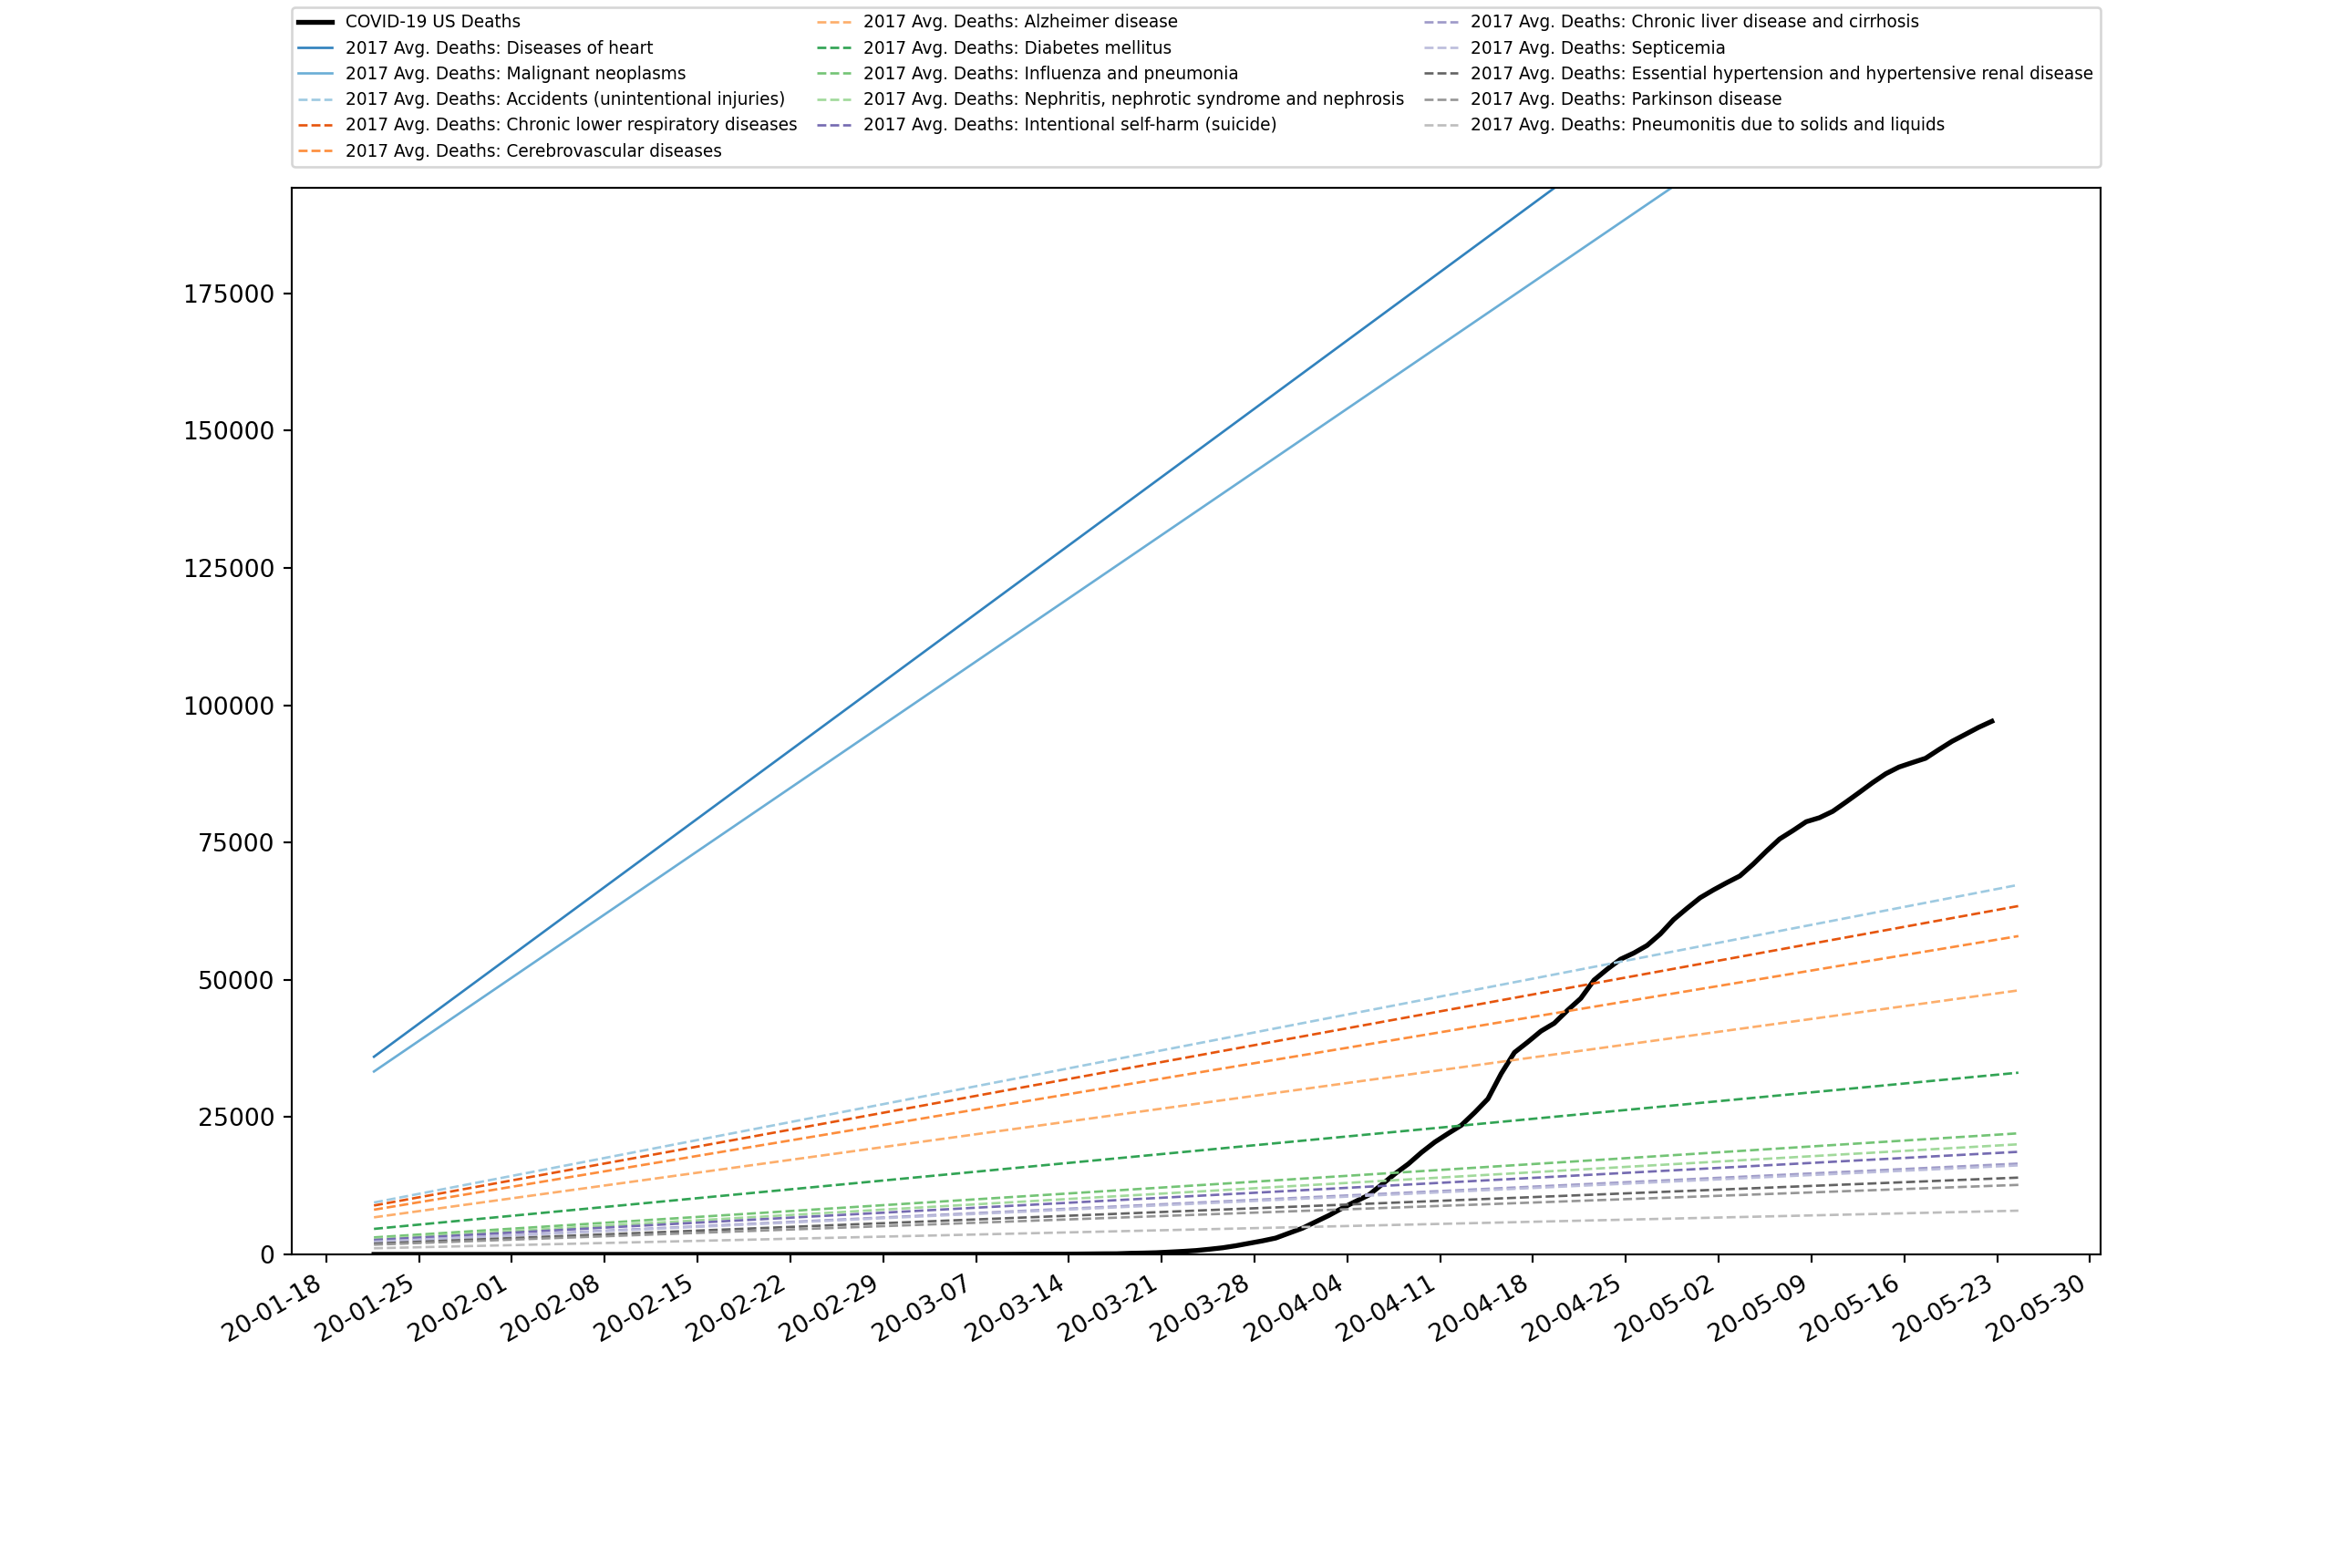 COVID-19 US Deaths
2017 Avg. Deaths: Diseases of heart
2017 Avg. Deaths: Malignant neoplasms
2017 Avg. Deaths: Accidents (unintentional injuries)
2017 Avg. Deaths: Chronic lower respiratory diseases
2017 Avg. Deaths: Cerebrovascular diseases
2017 Avg. Deaths: Alzheimer disease
2017 Avg. Deaths: Diabetes mellitus
2017 Avg. Deaths: Influenza and pneumonia
2017 Avg. Deaths: Nephritis, nephrotic syndrome and nephrosis
2017 Avg. Deaths: Intentional self-harm (suicide)
2017 Avg. Deaths: Chronic liver disease and cirrhosis
2017 Avg. Deaths: Septicemia
2017 Avg. Deaths: Essential hypertension and hypertensive renal disease
2017 Avg. Deaths: Parkinson disease
2017 Avg. Deaths: Pneumonitis due to solids and liquids
175000
150000
125000
100000
75000
50000
25000
0
20-01-18
20-01-25
20-02-01
20-02-08
20-02-15
20-02-22
20-02-29
20-03-07
20-03-14
20-03-21
20-03-28
20-04-04
20-04-11
20-04-18
20-04-25
20-05-02
20-05-09
20-05-16
20-05-23
20-05-30